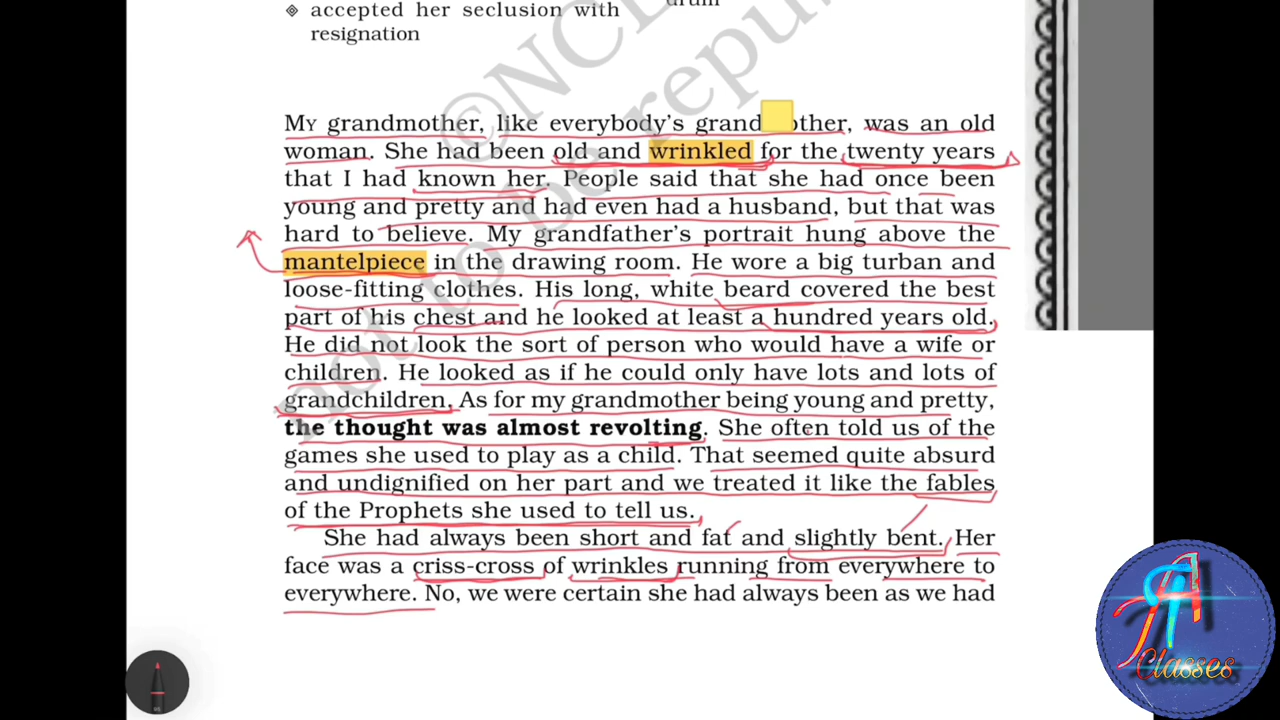 accepted her seclusion with
resignation
drum
©NC
not to be repu
My grandmother, like everybody's grand other, was an old
woman. She had been old and wrinkled for the twenty years
that I had known her. People said that she had once been
young and pretty and had even had a husband, but that was
hard to believe. My grandfather's portrait hung above the
mantelpiece in the drawing room. He wore a big turban and
loose-fitting clothes. His long, white beard covered the best
part of his chest and he looked at least a hundred years old.
He did not look the sort of person who would have a wife or
children. He looked as if he could only have lots and lots of
grandchildren. As for my grandmother being young and pretty,
the thought was almost revolting. She often told us of the
games she used to play as a child. That seemed quite absurd
and undignified on her part and we treated it like the fables
of the Prophets she used to tell us.
She had always been short and fat and slightly bent. Her
face was a criss-cross of wrinkles running from everywhere to
everywhere. No, we were certain she had always been as we had
Classes